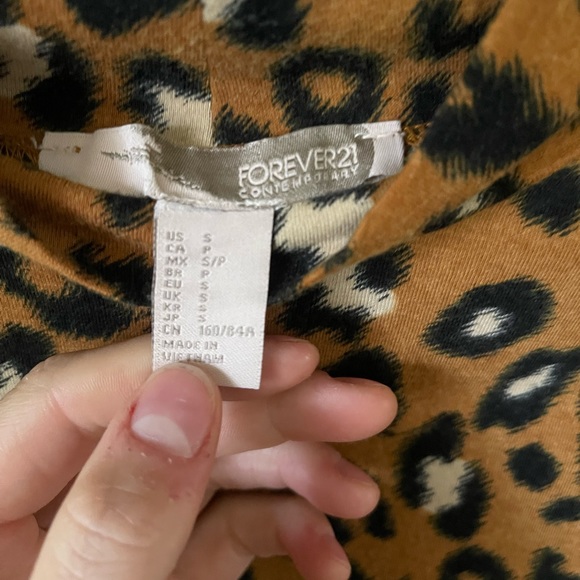 FOREVER21
CONTEMPORARY
US S
CA P
MX S/P
BR P
EU S
UK S
KR S
JP S
CN 160/84A
MADE IN
VIETNAM